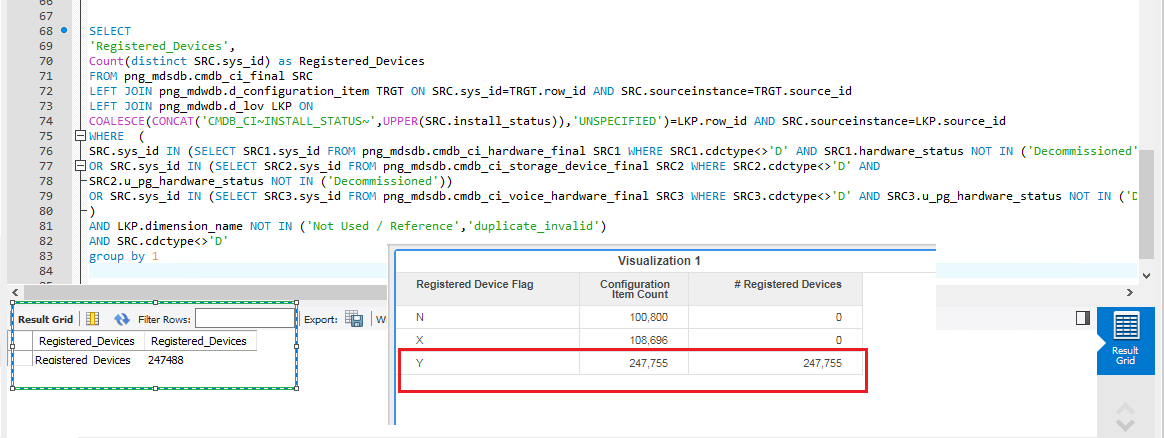 66
67
68 SELECT
69 'Registered_Devices',
70 Count(distinct SRC.sys_id) as Registered_Devices
71 FROM png_mdsdb.cmdb_ci_final SRC
72 LEFT JOIN png_mdwdb.d_configuration_item TRGT ON SRC.sys_id=TRGT.row_id AND SRC.sourceinstance=TRGT.source_id
73 LEFT JOIN png_mdwdb.d_lov LKP ON
74 COALESCE(CONCAT('CMDB_CI~INSTALL_STATUS~',UPPER(SRC.install_status)),'UNSPECIFIED')=LKP.row_id AND SRC.sourceinstance=LKP.source_id
75 WHERE (
76 SRC.sys_id IN (SELECT SRC1.sys_id FROM png_mdsdb.cmdb_ci_hardware_final SRC1 WHERE SRC1.cdctype<>'D' AND SRC1.hardware_status NOT IN ('Decommissioned'
77 OR SRC.sys_id IN (SELECT SRC2.sys_id FROM png_mdsdb.cmdb_ci_storage_device_final SRC2 WHERE SRC2.cdctype<>'D' AND
78 SRC2.u_pg_hardware_status NOT IN ('Decommissioned'))
79 OR SRC.sys_id IN (SELECT SRC3.sys_id FROM png_mdsdb.cmdb_ci_voice_hardware_final SRC3 WHERE SRC3.cdctype<>'D' AND SRC3.u_pg_hardware_status NOT IN ('D
80 )
81 AND LKP.dimension_name NOT IN ('Not Used / Reference','duplicate_invalid')
82 AND SRC.cdctype<>'D'
83 group by 1
84
Result Grid Filter Rows: Export:
Registered_Devices Registered_Devices
Registered_Devices 247488
Visualization 1
Registered Device Flag Configuration Item Count # Registered Devices
N 100,800 0
X 108,696 0
Y 247,755 247,755
Result
Grid